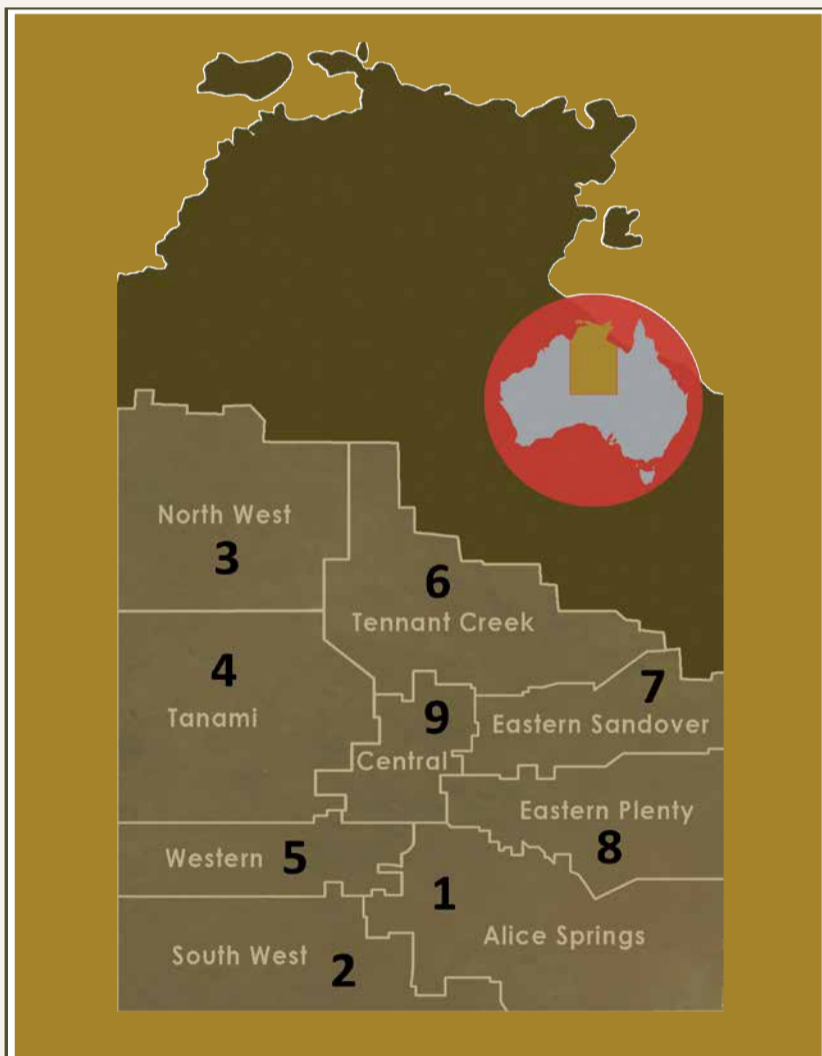 North West
3
6
Tennant Creek
4
Tanami
7
9
Eastern Sandover
Central
Eastern Plenty
8
Western
5
1
Alice Springs
South West
2